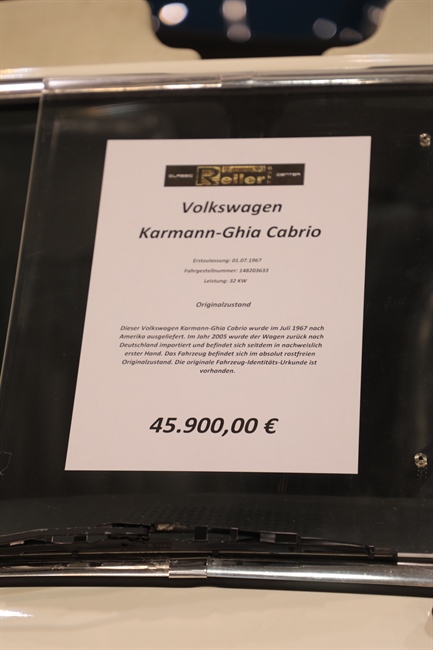 CLASSIC Reiler CENTER
Volkswagen
Karmann-Ghia Cabrio
Erstzulassung: 01.07.1967
Fahrgestellnummer: 148203633
Leistung: 32 KW
Originalzustand
Dieser Volkswagen Karmann-Ghia Cabrio wurde im Juli 1967 nach
Amerika ausgeliefert. Im Jahr 2005 wurde der Wagen zurück nach
Deutschland importiert und befindet sich seitdem in nachweislich
erster Hand. Das Fahrzeug befindet sich im absolut rostfreien
Originalzustand. Die originale Fahrzeug-Identitäts-Urkunde ist
vorhanden.
45.900,00 €